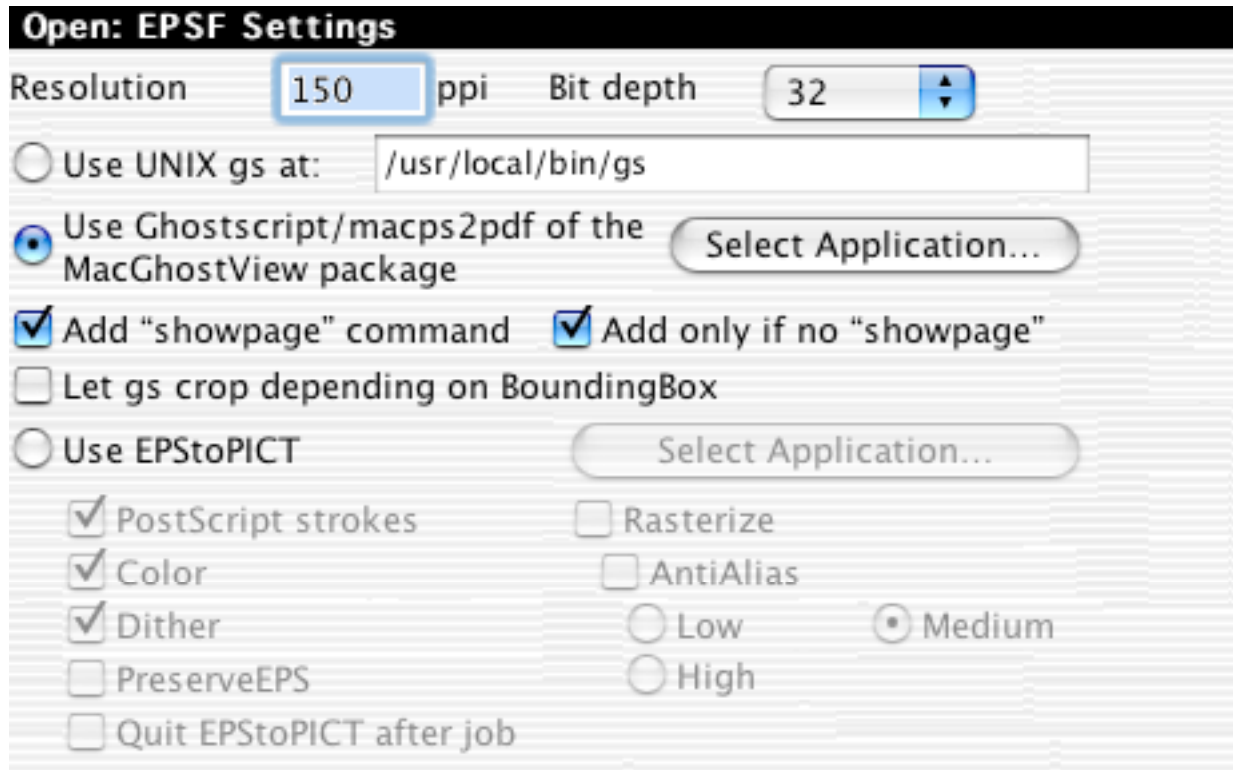 Open: EPSF Settings
Resolution 150 ppi Bit depth 32
Use UNIX gs at: /usr/local/bin/gs
Use Ghostscript/macps2pdf of the
MacGhostView package
Select Application...
Add “showpage” command Add only if no “showpage”
Let gs crop depending on BoundingBox
Use EPStoPICT Select Application...
PostScript strokes Rasterize
Color AntiAlias
Dither Low Medium
PreserveEPS High
Quit EPStoPICT after job